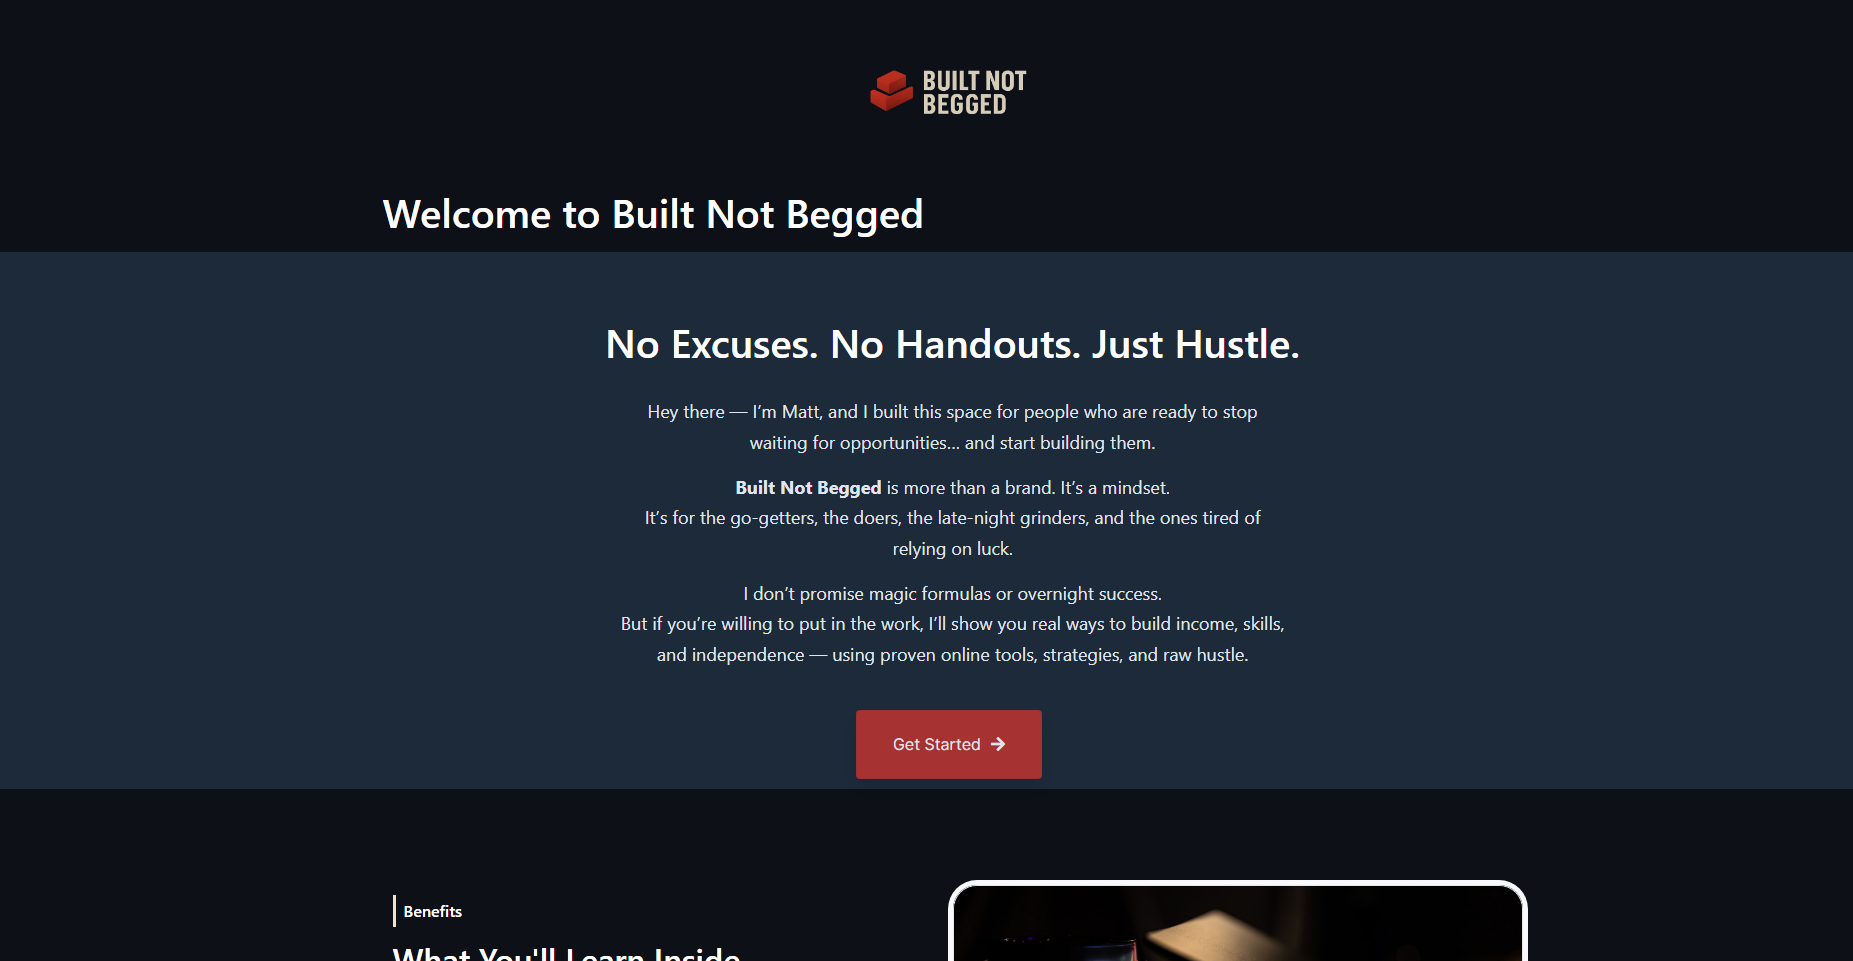 BUILT NOT
BEGGED
Welcome to Built Not Begged
No Excuses. No Handouts. Just Hustle.
Hey there — I’m Matt, and I built this space for people who are ready to stop
waiting for opportunities… and start building them.
Built Not Begged is more than a brand. It’s a mindset.
It’s for the go-getters, the doers, the late-night grinders, and the ones tired of
relying on luck.
I don’t promise magic formulas or overnight success.
But if you’re willing to put in the work, I’ll show you real ways to build income, skills,
and independence — using proven online tools, strategies, and raw hustle.
Get Started
Benefits
What You'll Learn Inside